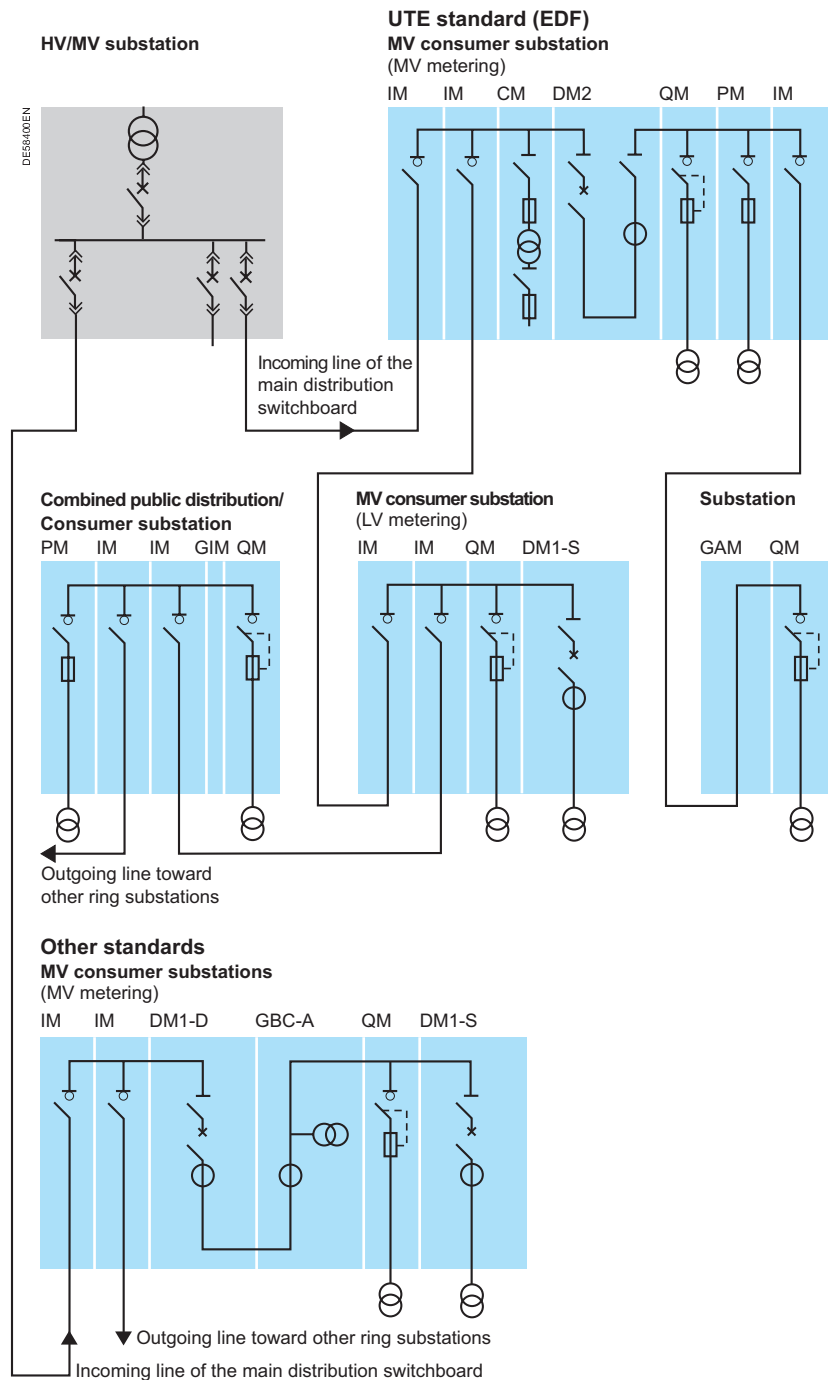 HV/MV substation
UTE standard (EDF)
MV consumer substation
(MV metering)
IM IM CM DM2 QM PM IM
DE58400EN
Incoming line of the
main distribution
switchboard
Combined public distribution/
Consumer substation
PM IM IM GIM QM
MV consumer substation
(LV metering)
IM IM QM DM1-S
Substation
GAM QM
Outgoing line toward
other ring substations
Other standards
MV consumer substations
(MV metering)
IM IM DM1-D GBC-A QM DM1-S
Outgoing line toward other ring substations
Incoming line of the main distribution switchboard